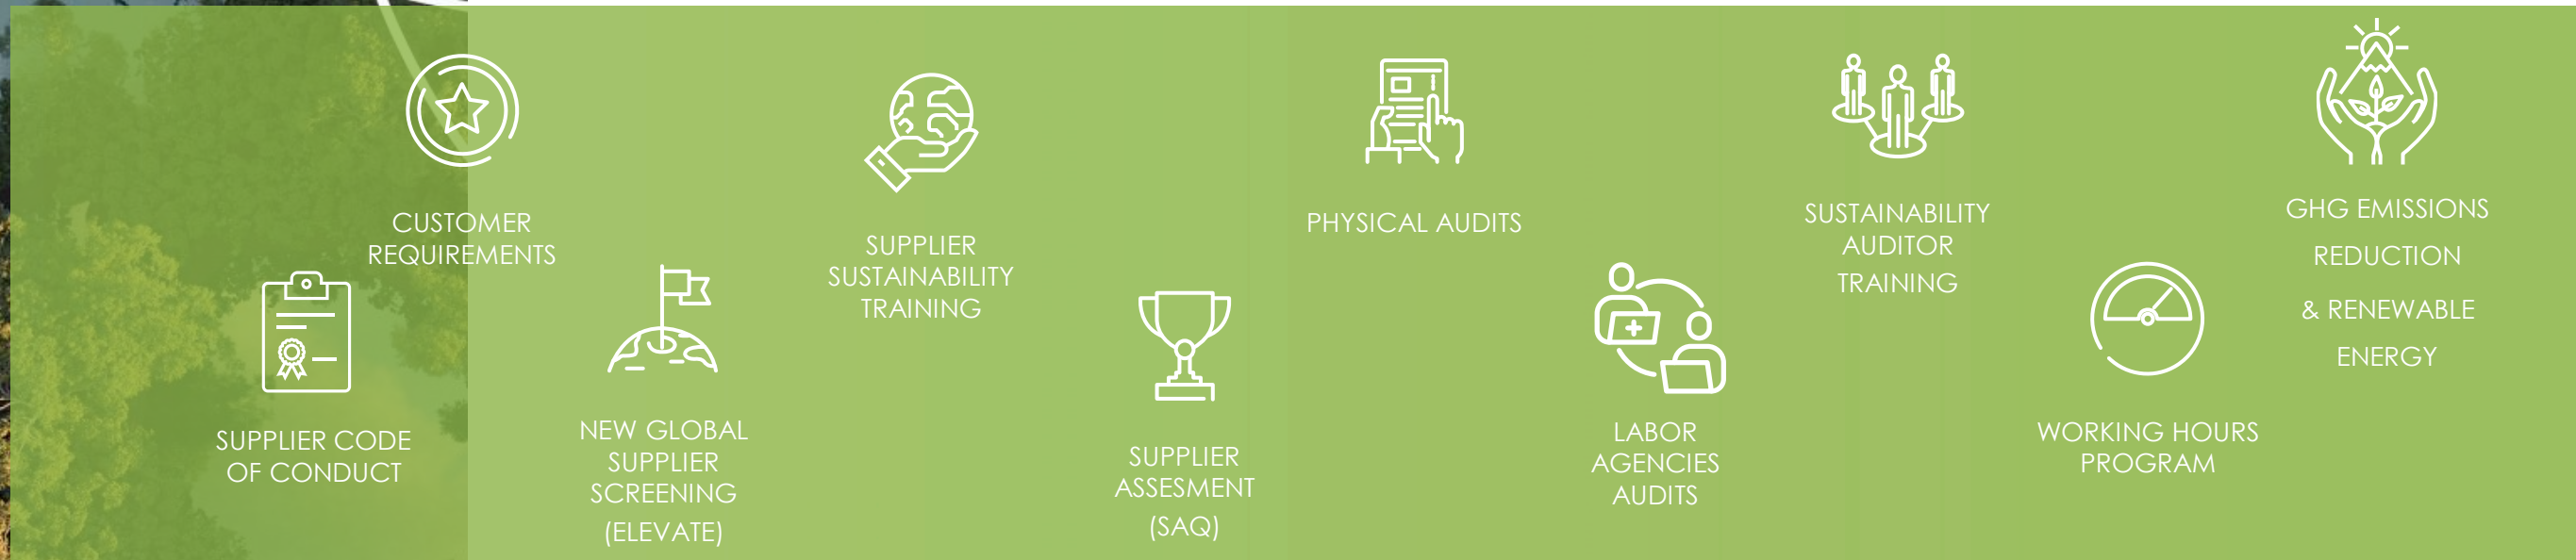 CUSTOMER
REQUIREMENTS
SUPPLIER CODE
OF CONDUCT
NEW GLOBAL
SUPPLIER
SCREENING
(ELEVATE)
SUPPLIER
SUSTAINABILITY
TRAINING
SUPPLIER
ASSESMENT
(SAQ)
PHYSICAL AUDITS
LABOR
AGENCIES
AUDITS
SUSTAINABILITY
AUDITOR
TRAINING
WORKING HOURS
PROGRAM
GHG EMISSIONS
REDUCTION
& RENEWABLE
ENERGY